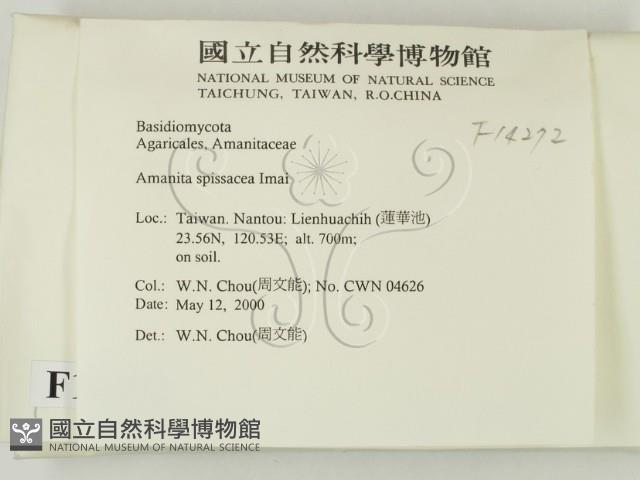 國立自然科學博物館
NATIONAL MUSEUM OF NATURAL SCIENCE
TAICHUNG, TAIWAN, R.O.CHINA
Basidiomycota
Agaricales, Amanitaceae
F14272
Amanita spissacea Imai
Loc.: Taiwan. Nantou: Lienhuachih (蓮華池)
23.56N, 120.53E; alt. 700m;
on soil.
Col.: W.N. Chou(周文能); No. CWN 04626
Date: May 12, 2000
Det.: W.N. Chou(周文能)
國立自然科學博物館
NATIONAL MUSEUM OF NATURAL SCIENCE